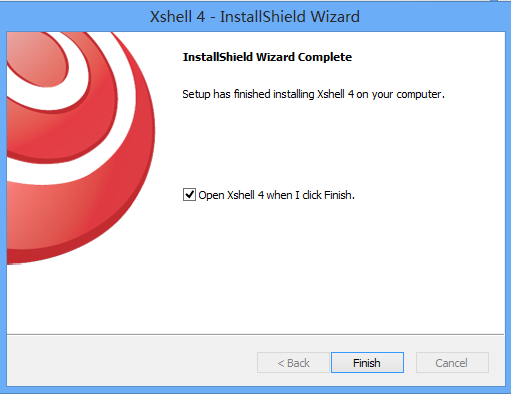 Xshell 4 - InstallShield Wizard
InstallShield Wizard Complete
Setup has finished installing Xshell 4 on your computer.
Open Xshell 4 when I click Finish.
< Back
Finish
Cancel